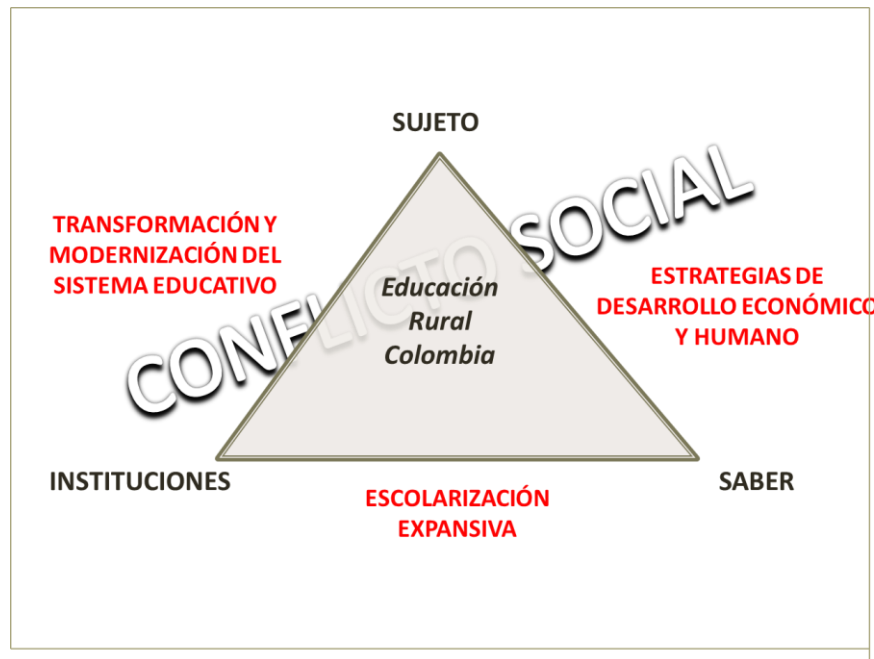 SUJETO
CONFLICTO SOCIAL
TRANSFORMACIÓN Y
MODERNIZACIÓN DEL
SISTEMA EDUCATIVO
Educación
Rural
Colombia
ESTRATEGIAS DE
DESARROLLO ECONÓMICO
Y HUMANO
INSTITUCIONES
SABER
ESCOLARIZACIÓN
EXPANSIVA